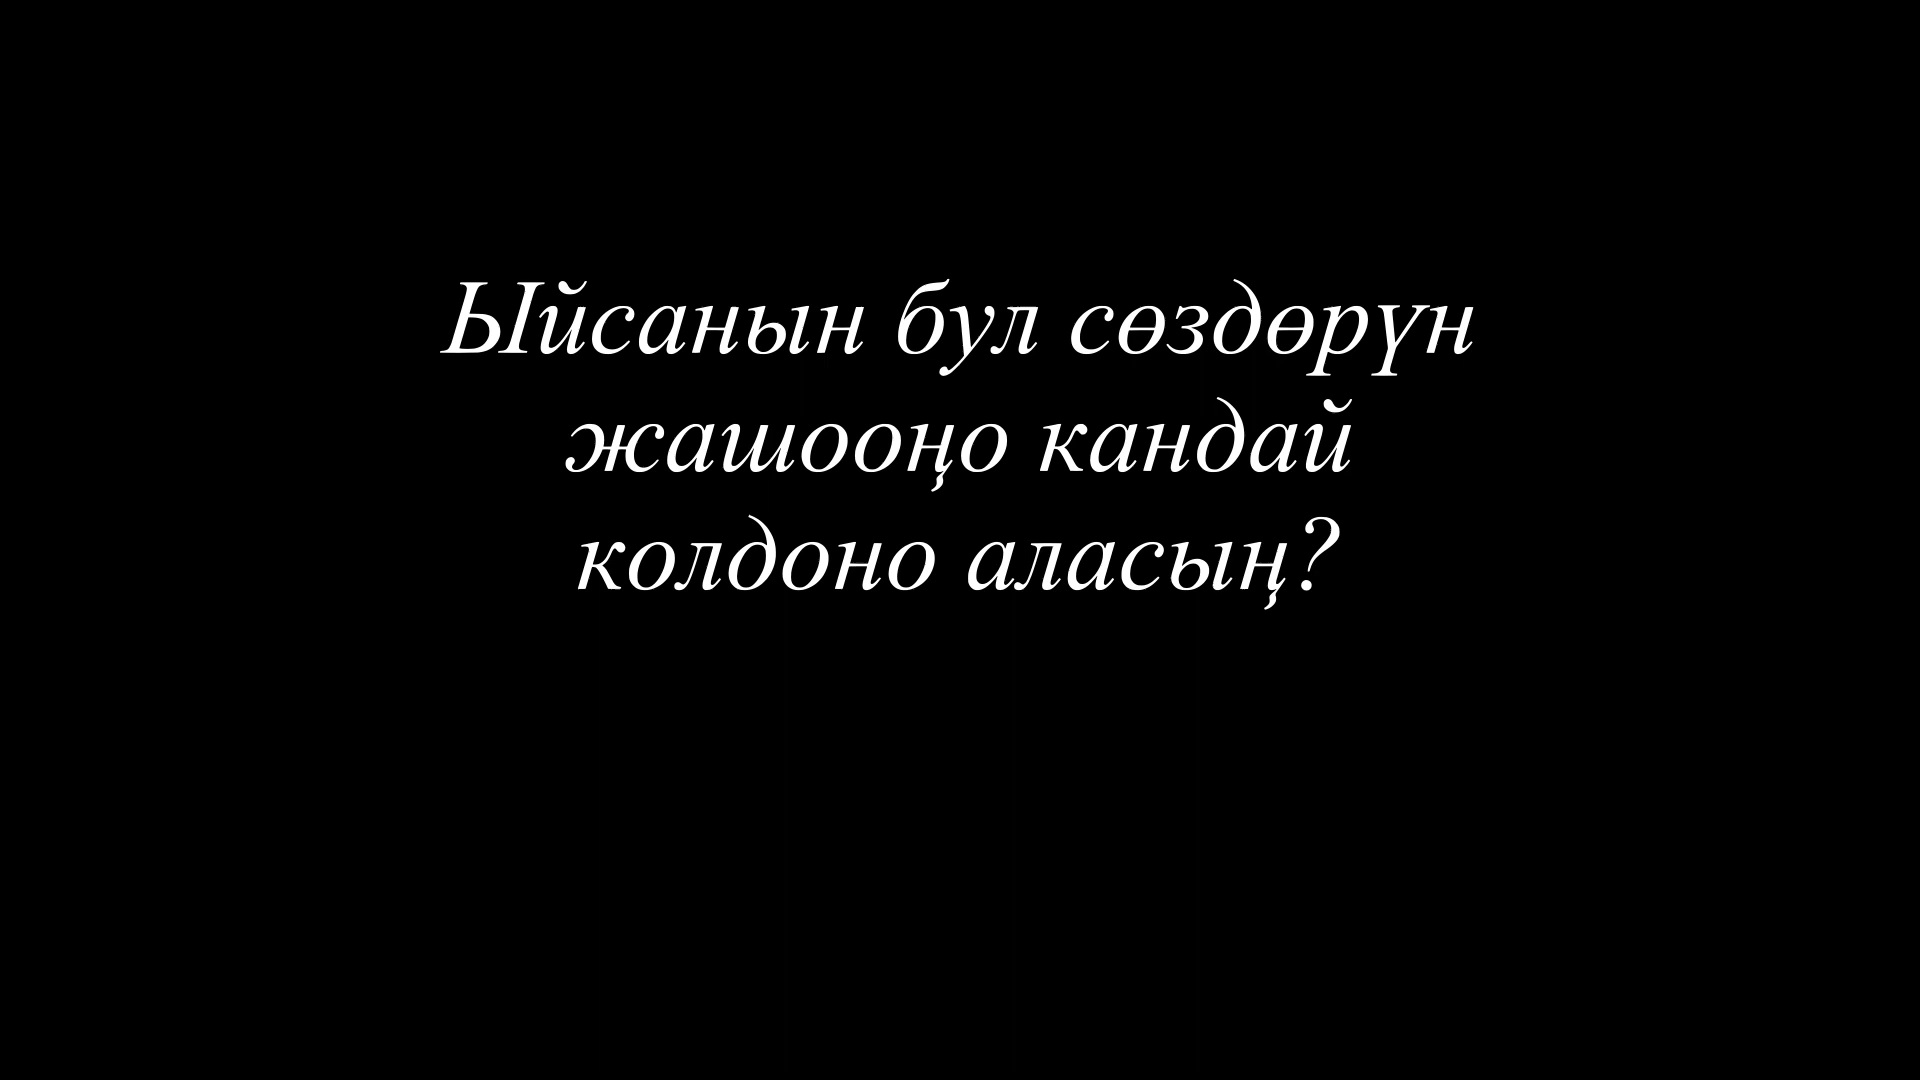 Ыйсанын бул сөздөрүн
жашооңо кандай
колдоно аласың?